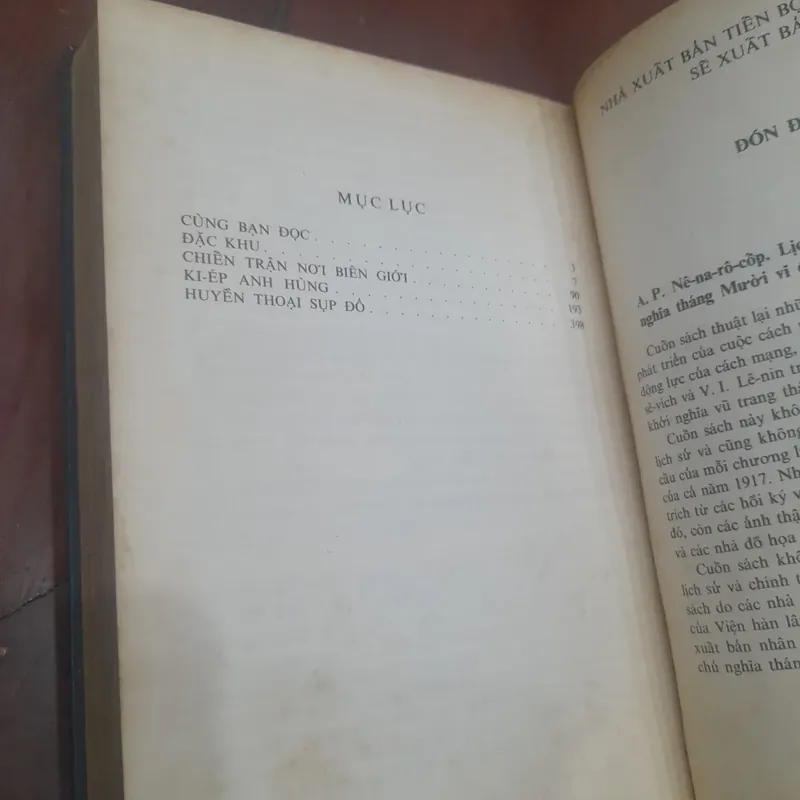 MỤC LỤC
CÙNG BẠN ĐỌC . . . . . . . . . . . . 3
ĐẶC KHU . . . . . . . . . . . . 7
CHIẾN TRẬN NƠI BIÊN GIỚI . . . . . . . . . . . . 90
KI-ÉP ANH HÙNG . . . . . . . . . . . . 193
HUYỀN THOẠI SỤP ĐỔ . . . . . . . . . . . . 398
NHÀ XUẤT BẢN TIẾN BỘ
SẼ XUẤT BẢ
ĐÓN Đ
A. P. Nê-na-rô-cốp. Lịc
nghĩa tháng Mười vĩ đ
Cuốn sách thuật lại nhữ
phát triển của cuộc cách
động lực của cách mạng,
sê-vích và V. I. Lê-nin tr
khởi nghĩa vũ trang thá
Cuốn sách này khô
lịch sử và cũng không
cầu của mỗi chương l
của cả năm 1917. Nh
trích từ các hồi ký v
đó, còn các ảnh thậ
và các nhà đồ họa
Cuốn sách khô
lịch sử và chính t
sách do các nhà
của Viện hàn lâ
xuất bản nhân
chủ nghĩa thán